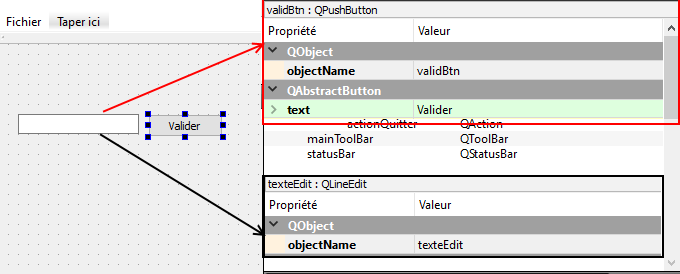 Fichier Taper ici
Valider
validBtn : QPushButton
Propriété Valeur
QObject
objectName validBtn
QAbstractButton
text Valider
actionQuitter QAction
mainToolBar QToolBar
statusBar QStatusBar
texteEdit : QLineEdit
Propriété Valeur
QObject
objectName texteEdit